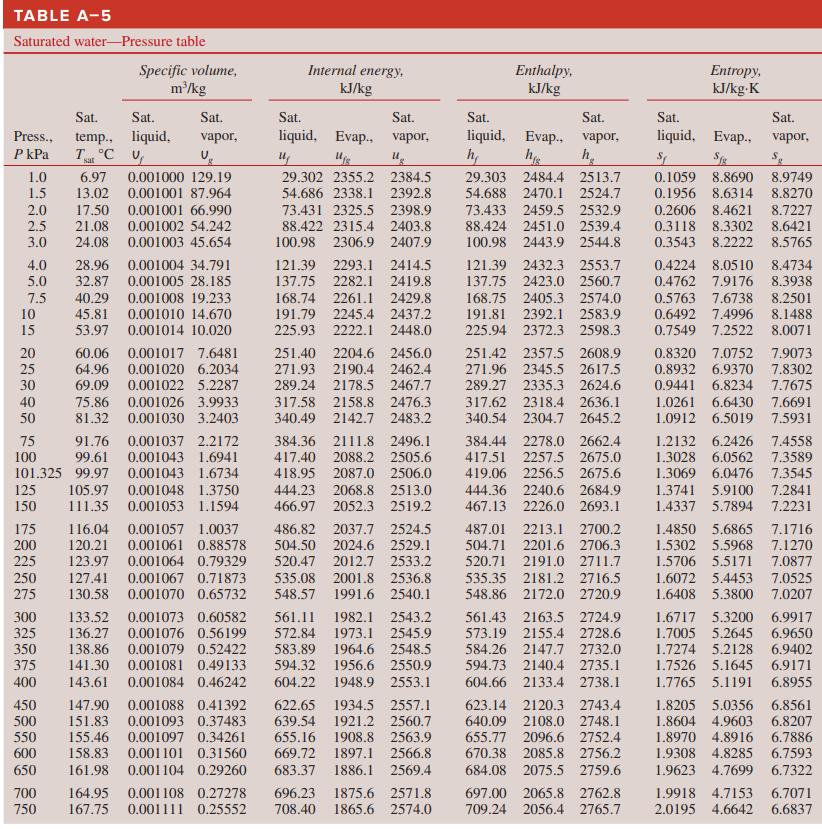 TABLE A–5
Saturated water—Pressure table
Specific volume, Internal energy, Enthalpy, Entropy,
m³/kg kJ/kg kJ/kg kJ/kg·K
Sat. Sat. Sat. Sat. Sat. Sat. Sat. Sat. Sat.
Press., temp., liquid, vapor, liquid, Evap., vapor, liquid, Evap., vapor, liquid, Evap., vapor,
P kPa T_sat °C υ_f υ_g u_f u_fg u_g h_f h_fg h_g s_f s_fg s_g
1.0 6.97 0.001000 129.19 29.302 2355.2 2384.5 29.303 2484.4 2513.7 0.1059 8.8690 8.9749
1.5 13.02 0.001001 87.964 54.686 2338.1 2392.8 54.688 2470.1 2524.7 0.1956 8.6314 8.8270
2.0 17.50 0.001001 66.990 73.431 2325.5 2398.9 73.433 2459.5 2532.9 0.2606 8.4621 8.7227
2.5 21.08 0.001002 54.242 88.422 2315.4 2403.8 88.424 2451.0 2539.4 0.3118 8.3302 8.6421
3.0 24.08 0.001003 45.654 100.98 2306.9 2407.9 100.98 2443.9 2544.8 0.3543 8.2222 8.5765
4.0 28.96 0.001004 34.791 121.39 2293.1 2414.5 121.39 2432.3 2553.7 0.4224 8.0510 8.4734
5.0 32.87 0.001005 28.185 137.75 2282.1 2419.8 137.75 2423.0 2560.7 0.4762 7.9176 8.3938
7.5 40.29 0.001008 19.233 168.74 2261.1 2429.8 168.75 2405.3 2574.0 0.5763 7.6738 8.2501
10 45.81 0.001010 14.670 191.79 2245.4 2437.2 191.81 2392.1 2583.9 0.6492 7.4996 8.1488
15 53.97 0.001014 10.020 225.93 2222.1 2448.0 225.94 2372.3 2598.3 0.7549 7.2522 8.0071
20 60.06 0.001017 7.6481 251.40 2204.6 2456.0 251.42 2357.5 2608.9 0.8320 7.0752 7.9073
25 64.96 0.001020 6.2034 271.93 2190.4 2462.4 271.96 2345.5 2617.5 0.8932 6.9370 7.8302
30 69.09 0.001022 5.2287 289.24 2178.5 2467.7 289.27 2335.3 2624.6 0.9441 6.8234 7.7675
40 75.86 0.001026 3.9933 317.58 2158.8 2476.3 317.62 2318.4 2636.1 1.0261 6.6430 7.6691
50 81.32 0.001030 3.2403 340.49 2142.7 2483.2 340.54 2304.7 2645.2 1.0912 6.5019 7.5931
75 91.76 0.001037 2.2172 384.36 2111.8 2496.1 384.44 2278.0 2662.4 1.2132 6.2426 7.4558
100 99.61 0.001043 1.6941 417.40 2088.2 2505.6 417.51 2257.5 2675.0 1.3028 6.0562 7.3589
101.325 99.97 0.001043 1.6734 418.95 2087.0 2506.0 419.06 2256.5 2675.6 1.3069 6.0476 7.3545
125 105.97 0.001048 1.3750 444.23 2068.8 2513.0 444.36 2240.6 2684.9 1.3741 5.9100 7.2841
150 111.35 0.001053 1.1594 466.97 2052.3 2519.2 467.13 2226.0 2693.1 1.4337 5.7894 7.2231
175 116.04 0.001057 1.0037 486.82 2037.7 2524.5 487.01 2213.1 2700.2 1.4850 5.6865 7.1716
200 120.21 0.001061 0.88578 504.50 2024.6 2529.1 504.71 2201.6 2706.3 1.5302 5.5968 7.1270
225 123.97 0.001064 0.79329 520.47 2012.7 2533.2 520.71 2191.0 2711.7 1.5706 5.5171 7.0877
250 127.41 0.001067 0.71873 535.08 2001.8 2536.8 535.35 2181.2 2716.5 1.6072 5.4453 7.0525
275 130.58 0.001070 0.65732 548.57 1991.6 2540.1 548.86 2172.0 2720.9 1.6408 5.3800 7.0207
300 133.52 0.001073 0.60582 561.11 1982.1 2543.2 561.43 2163.5 2724.9 1.6717 5.3200 6.9917
325 136.27 0.001076 0.56199 572.84 1973.1 2545.9 573.19 2155.4 2728.6 1.7005 5.2645 6.9650
350 138.86 0.001079 0.52422 583.89 1964.6 2548.5 584.26 2147.7 2732.0 1.7274 5.2128 6.9402
375 141.30 0.001081 0.49133 594.32 1956.6 2550.9 594.73 2140.4 2735.1 1.7526 5.1645 6.9171
400 143.61 0.001084 0.46242 604.22 1948.9 2553.1 604.66 2133.4 2738.1 1.7765 5.1191 6.8955
450 147.90 0.001088 0.41392 622.65 1934.5 2557.1 623.14 2120.3 2743.4 1.8205 5.0356 6.8561
500 151.83 0.001093 0.37483 639.54 1921.2 2560.7 640.09 2108.0 2748.1 1.8604 4.9603 6.8207
550 155.46 0.001097 0.34261 655.16 1908.8 2563.9 655.77 2096.6 2752.4 1.8970 4.8916 6.7886
600 158.83 0.001101 0.31560 669.72 1897.1 2566.8 670.38 2085.8 2756.2 1.9308 4.8285 6.7593
650 161.98 0.001104 0.29260 683.37 1886.1 2569.4 684.08 2075.5 2759.6 1.9623 4.7699 6.7322
700 164.95 0.001108 0.27278 696.23 1875.6 2571.8 697.00 2065.8 2762.8 1.9918 4.7153 6.7071
750 167.75 0.001111 0.25552 708.40 1865.6 2574.0 709.24 2056.4 2765.7 2.0195 4.6642 6.6837